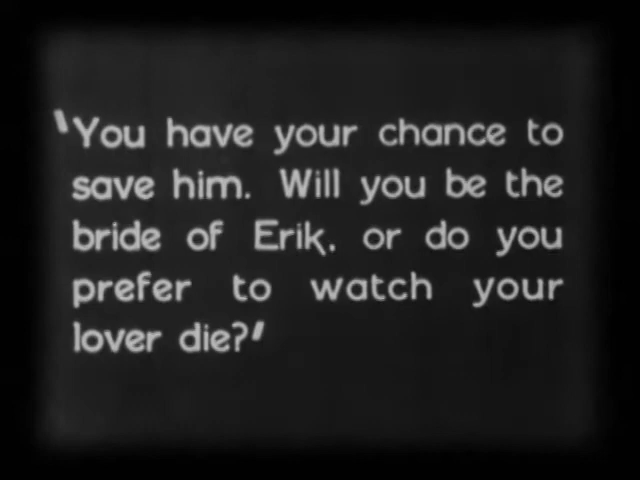 "You have your chance to
save him. Will you be the
bride of Erik, or do you
prefer to watch your
lover die?"